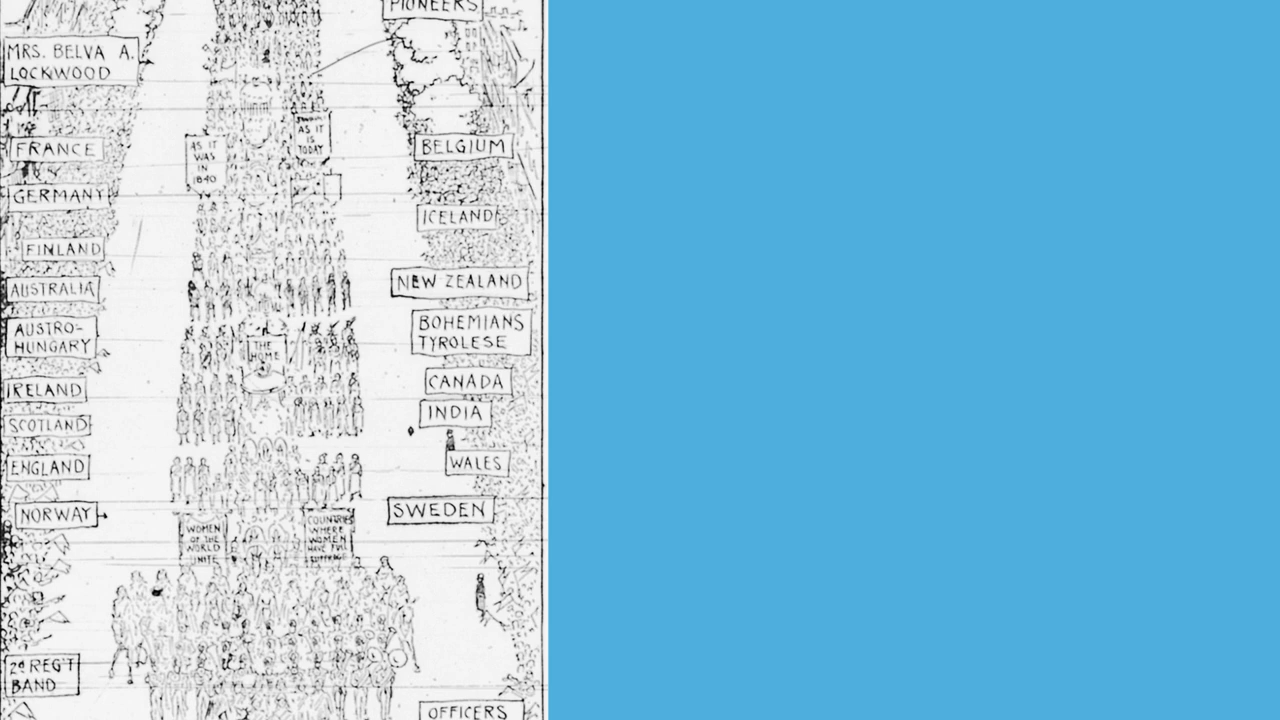 PIONEERS
MRS. BELVA A.
LOCKWOOD
AS IT
IS
TODAY
FRANCE
AS IT
WAS
IN
1840
BELGIUM
GERMANY
ICELAND
FINLAND
AUSTRALIA
NEW ZEALAND
AUSTRO-
HUNGARY
BOHEMIANS
TYROLESE
THE
HOME
IRELAND
CANADA
SCOTLAND
INDIA
ENGLAND
WALES
NORWAY
SWEDEN
WOMEN
OF THE
WORLD
UNITE
COUNTRIES
WHERE
WOMEN
HAVE FULL
SUFFRAGE
2D REG'T
BAND
OFFICERS